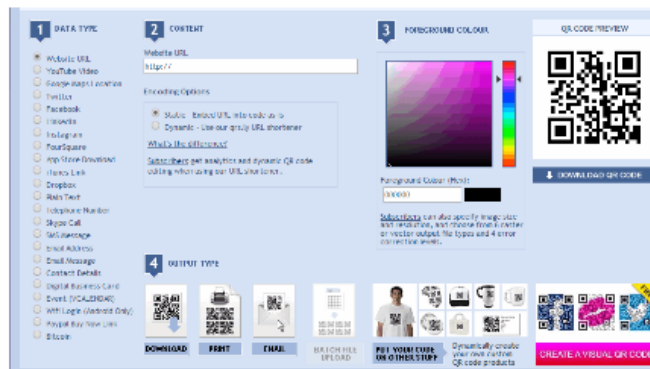 1 DATA TYPE
Website URL
YouTube Video
Google Maps Location
Twitter
Facebook
LinkedIn
Instagram
FourSquare
App Store Download
iTunes Link
Dropbox
Plain Text
Telephone Number
Skype Call
SMS Message
Email Address
Email Message
Contact Details
Digital Business Card
Event (VCALENDAR)
Wifi Login (Android Only)
Paypal Buy Now Link
Bitcoin
2 CONTENT
Website URL
http://
Encoding Options
Static - Embed URL into code as is
Dynamic - Use our qrs.ly URL shortener
What's the difference?
Subscribers get analytics and dynamic QR code
editing when using our URL shortener.
3 FOREGROUND COLOUR
Foreground Colour (Hex):
000000
Subscribers can also specify image size
and resolution, and choose from 6 raster
or vector output file types and 4 error
correction levels.
QR CODE PREVIEW
DOWNLOAD QR CODE
4 OUTPUT TYPE
DOWNLOAD
PRINT
EMAIL
BATCH FILE
UPLOAD
PUT YOUR CODE
ON OTHER STUFF
Dynamically create
your own custom
QR code products
CREATE A VISUAL QR CODE